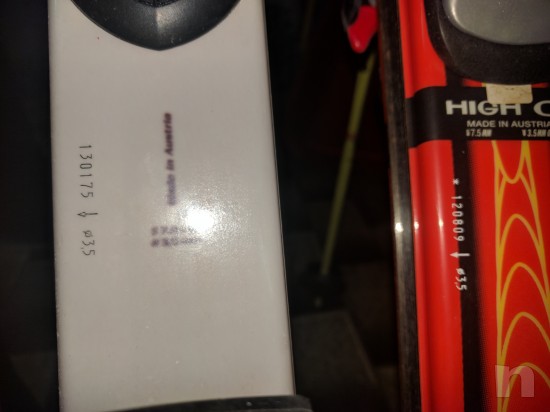 130175 ↓ ø3,5
Made in Austria
HIGH
MADE IN AUSTRIA
* 120809 ↓ ø3,5
n